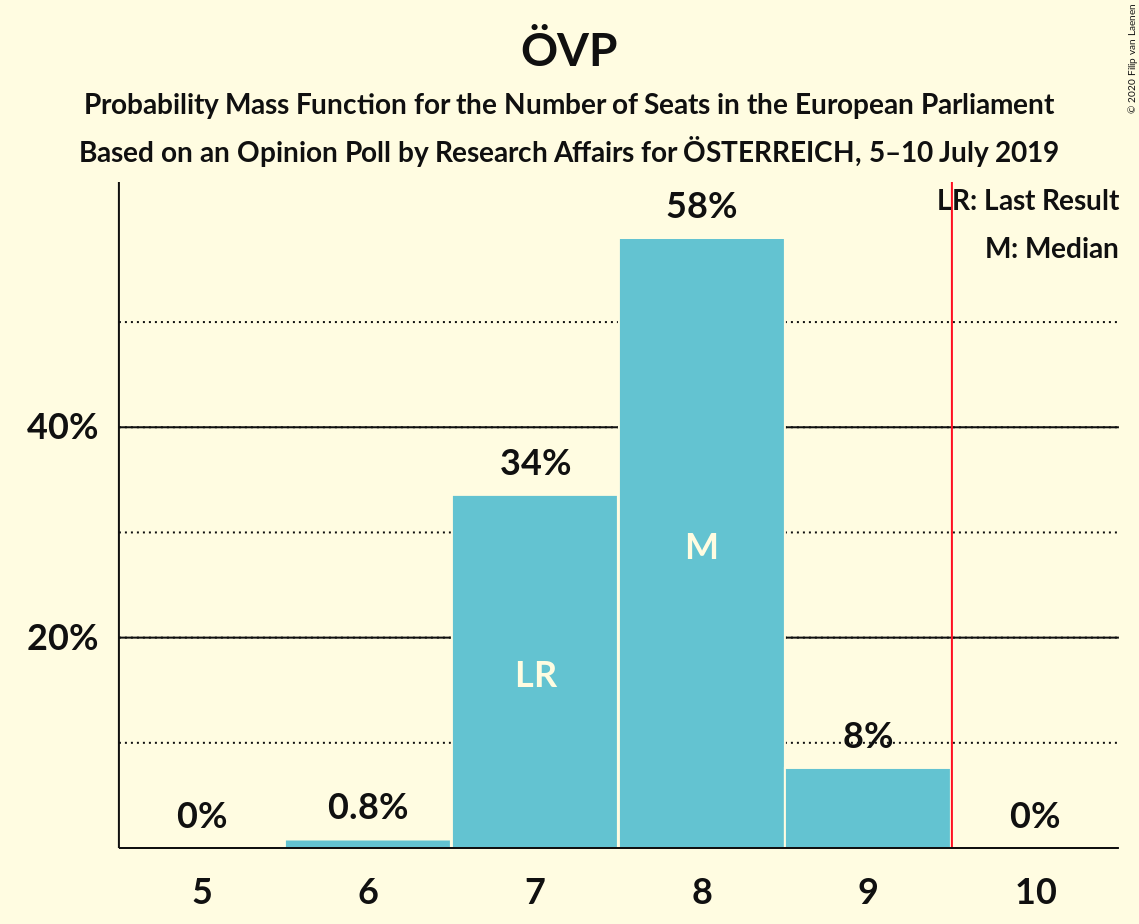 ÖVP
Probability Mass Function for the Number of Seats in the European Parliament
Based on an Opinion Poll by Research Affairs for ÖSTERREICH, 5–10 July 2019
LR: Last Result
M: Median
58%
40%
34%
M
20%
LR
8%
0%
0.8%
0%
5
6
7
8
9
10
© 2020 Filip van Laenen